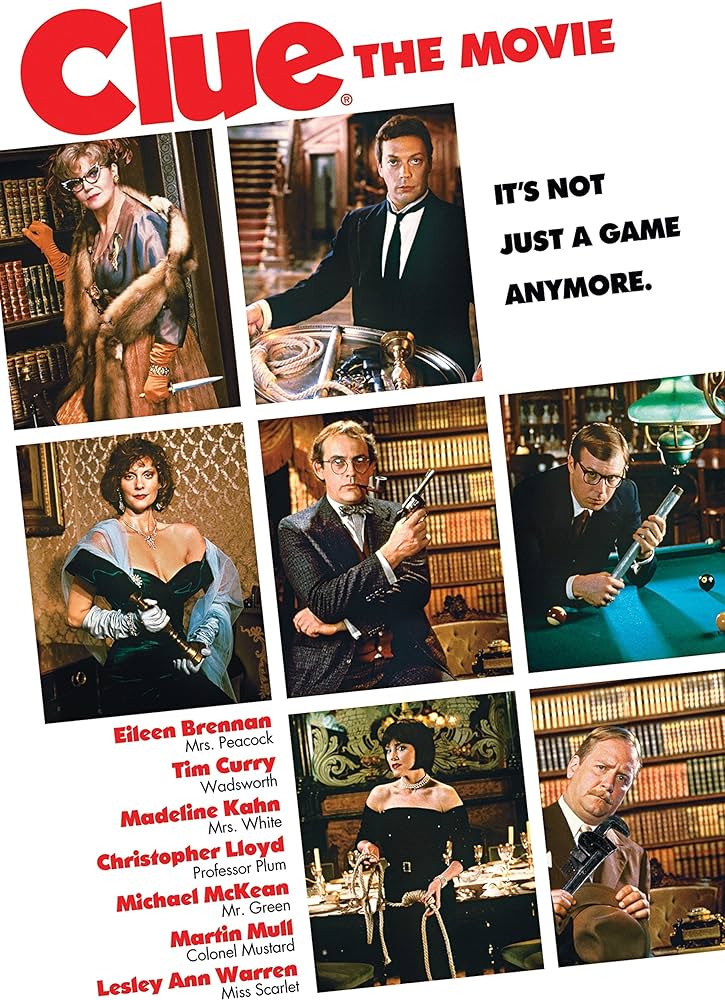 Clue® THE MOVIE
IT'S NOT
JUST A GAME
ANYMORE.
Eileen Brennan
Mrs. Peacock
Tim Curry
Wadsworth
Madeline Kahn
Mrs. White
Christopher Lloyd
Professor Plum
Michael McKean
Mr. Green
Martin Mull
Colonel Mustard
Lesley Ann Warren
Miss Scarlet